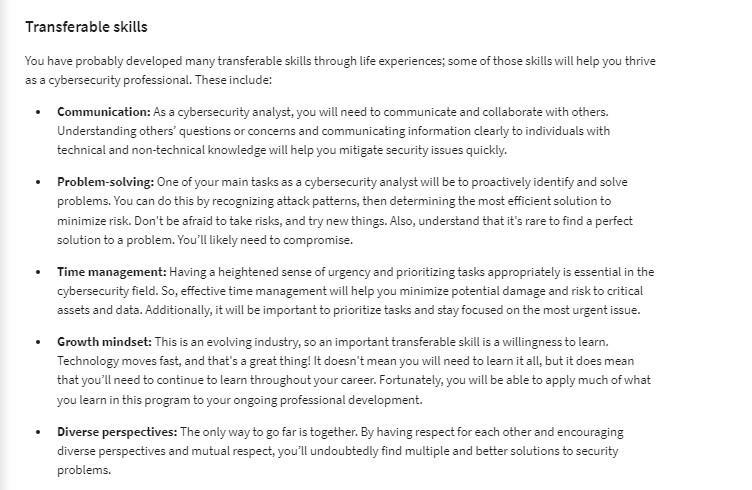 Transferable skills
You have probably developed many transferable skills through life experiences; some of those skills will help you thrive
as a cybersecurity professional. These include:
• Communication: As a cybersecurity analyst, you will need to communicate and collaborate with others.
Understanding others’ questions or concerns and communicating information clearly to individuals with
technical and non-technical knowledge will help you mitigate security issues quickly.
• Problem-solving: One of your main tasks as a cybersecurity analyst will be to proactively identify and solve
problems. You can do this by recognizing attack patterns, then determining the most efficient solution to
minimize risk. Don't be afraid to take risks, and try new things. Also, understand that it's rare to find a perfect
solution to a problem. You’ll likely need to compromise.
• Time management: Having a heightened sense of urgency and prioritizing tasks appropriately is essential in the
cybersecurity field. So, effective time management will help you minimize potential damage and risk to critical
assets and data. Additionally, it will be important to prioritize tasks and stay focused on the most urgent issue.
• Growth mindset: This is an evolving industry, so an important transferable skill is a willingness to learn.
Technology moves fast, and that's a great thing! It doesn't mean you will need to learn it all, but it does mean
that you’ll need to continue to learn throughout your career. Fortunately, you will be able to apply much of what
you learn in this program to your ongoing professional development.
• Diverse perspectives: The only way to go far is together. By having respect for each other and encouraging
diverse perspectives and mutual respect, you’ll undoubtedly find multiple and better solutions to security
problems.